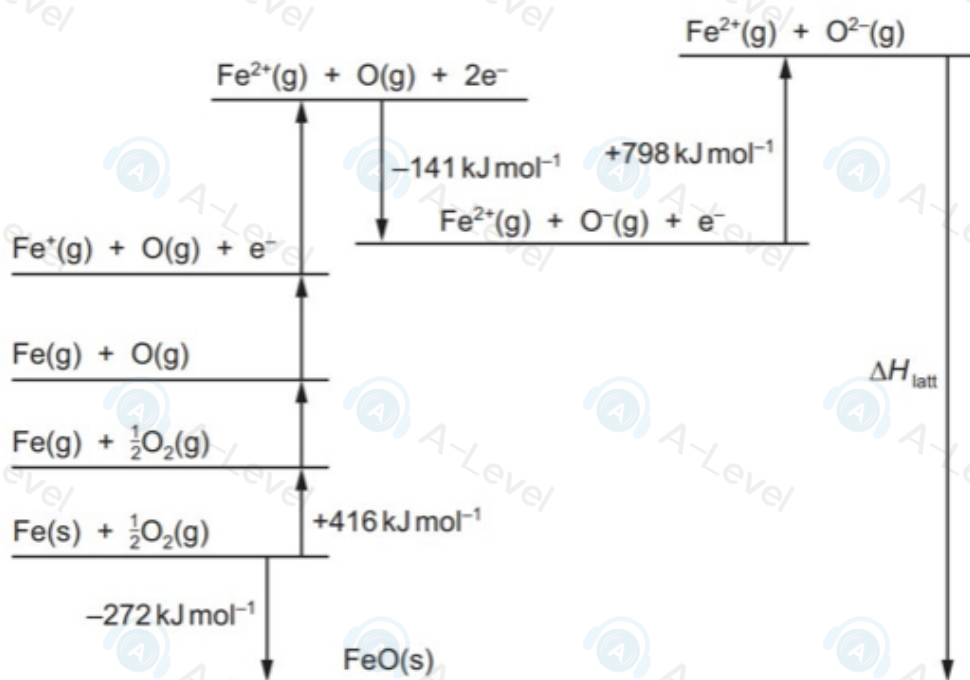 Fe²⁺(g) + O²⁻(g)
Fe²⁺(g) + O(g) + 2e⁻
–141 kJ mol⁻¹
+798 kJ mol⁻¹
Fe²⁺(g) + O⁻(g) + e⁻
Fe⁺(g) + O(g) + e⁻
Fe(g) + O(g)
ΔH latt
Fe(g) + ½O₂(g)
Fe(s) + ½O₂(g)
+416 kJ mol⁻¹
–272 kJ mol⁻¹
FeO(s)
A-Level